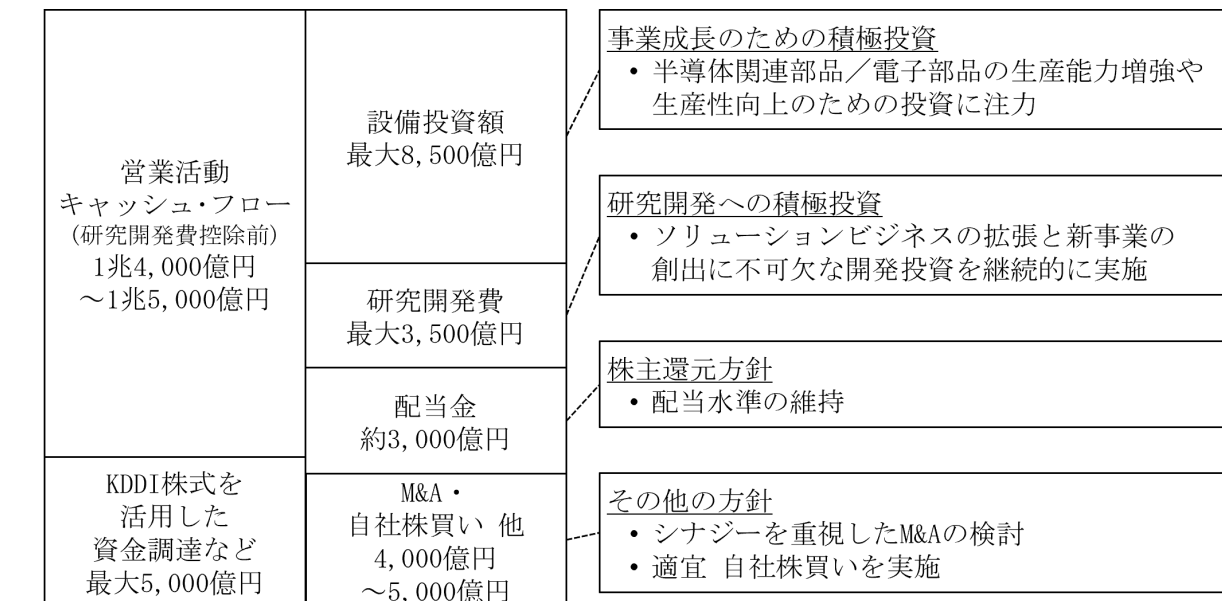 営業活動
キャッシュ・フロー
(研究開発費控除前)
1兆4,000億円
～1兆5,000億円
KDDI株式を
活用した
資金調達など
最大5,000億円
設備投資額
最大8,500億円
研究開発費
最大3,500億円
配当金
約3,000億円
M&A・
自社株買い 他
4,000億円
～5,000億円
事業成長のための積極投資
• 半導体関連部品／電子部品の生産能力増強や
生産性向上のための投資に注力
研究開発への積極投資
• ソリューションビジネスの拡張と新事業の
創出に不可欠な開発投資を継続的に実施
株主還元方針
• 配当水準の維持
その他の方針
• シナジーを重視したM&Aの検討
• 適宜 自社株買いを実施